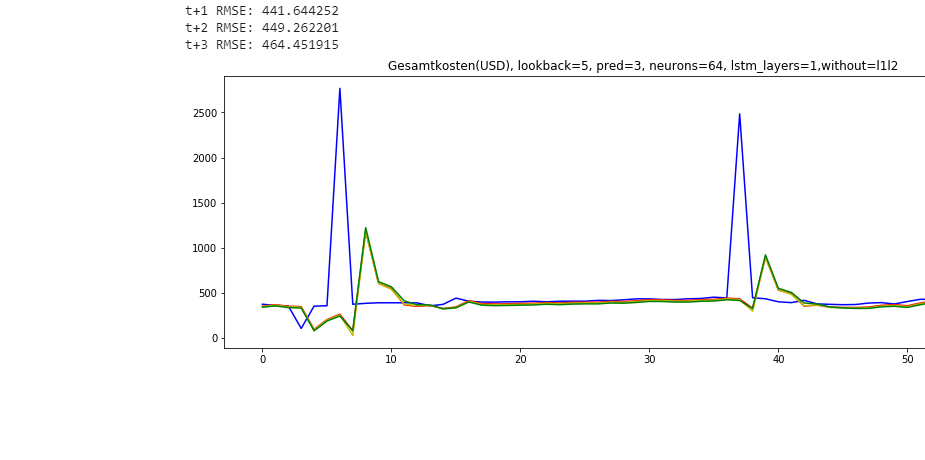 t+1 RMSE: 441.644252
t+2 RMSE: 449.262201
t+3 RMSE: 464.451915
Gesamtkosten(USD), lookback=5, pred=3, neurons=64, lstm_layers=1,without=l1l2
2500
2000
1500
1000
500
0
0 10 20 30 40 50